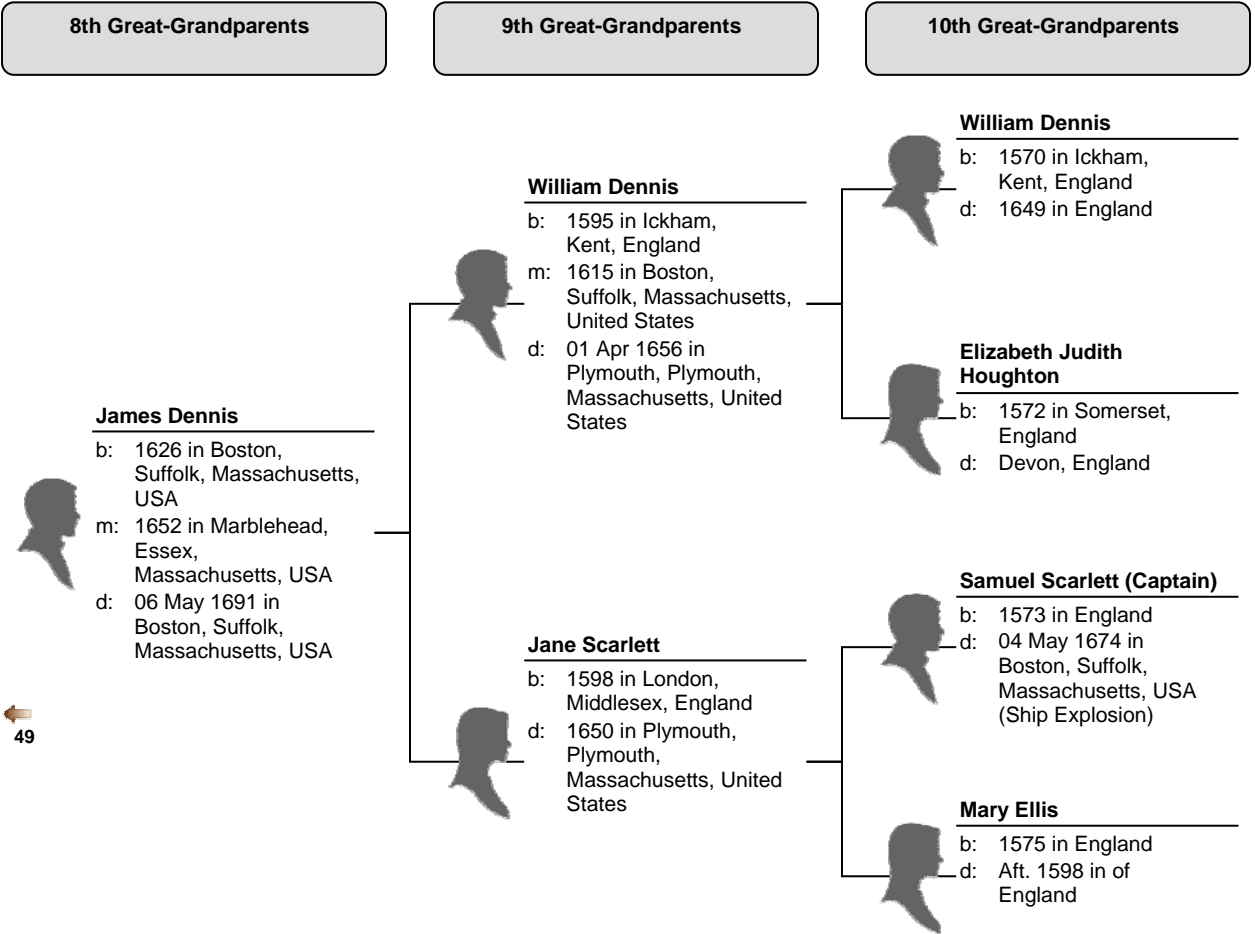 8th Great-Grandparents
9th Great-Grandparents
10th Great-Grandparents
James Dennis
b: 1626 in Boston,
Suffolk, Massachusetts,
USA
m: 1652 in Marblehead,
Essex,
Massachusetts, USA
d: 06 May 1691 in
Boston, Suffolk,
Massachusetts, USA
49
William Dennis
b: 1595 in Ickham,
Kent, England
m: 1615 in Boston,
Suffolk, Massachusetts,
United States
d: 01 Apr 1656 in
Plymouth, Plymouth,
Massachusetts, United
States
Jane Scarlett
b: 1598 in London,
Middlesex, England
d: 1650 in Plymouth,
Plymouth,
Massachusetts, United
States
William Dennis
b: 1570 in Ickham,
Kent, England
d: 1649 in England
Elizabeth Judith
Houghton
b: 1572 in Somerset,
England
d: Devon, England
Samuel Scarlett (Captain)
b: 1573 in England
d: 04 May 1674 in
Boston, Suffolk,
Massachusetts, USA
(Ship Explosion)
Mary Ellis
b: 1575 in England
d: Aft. 1598 in of
England